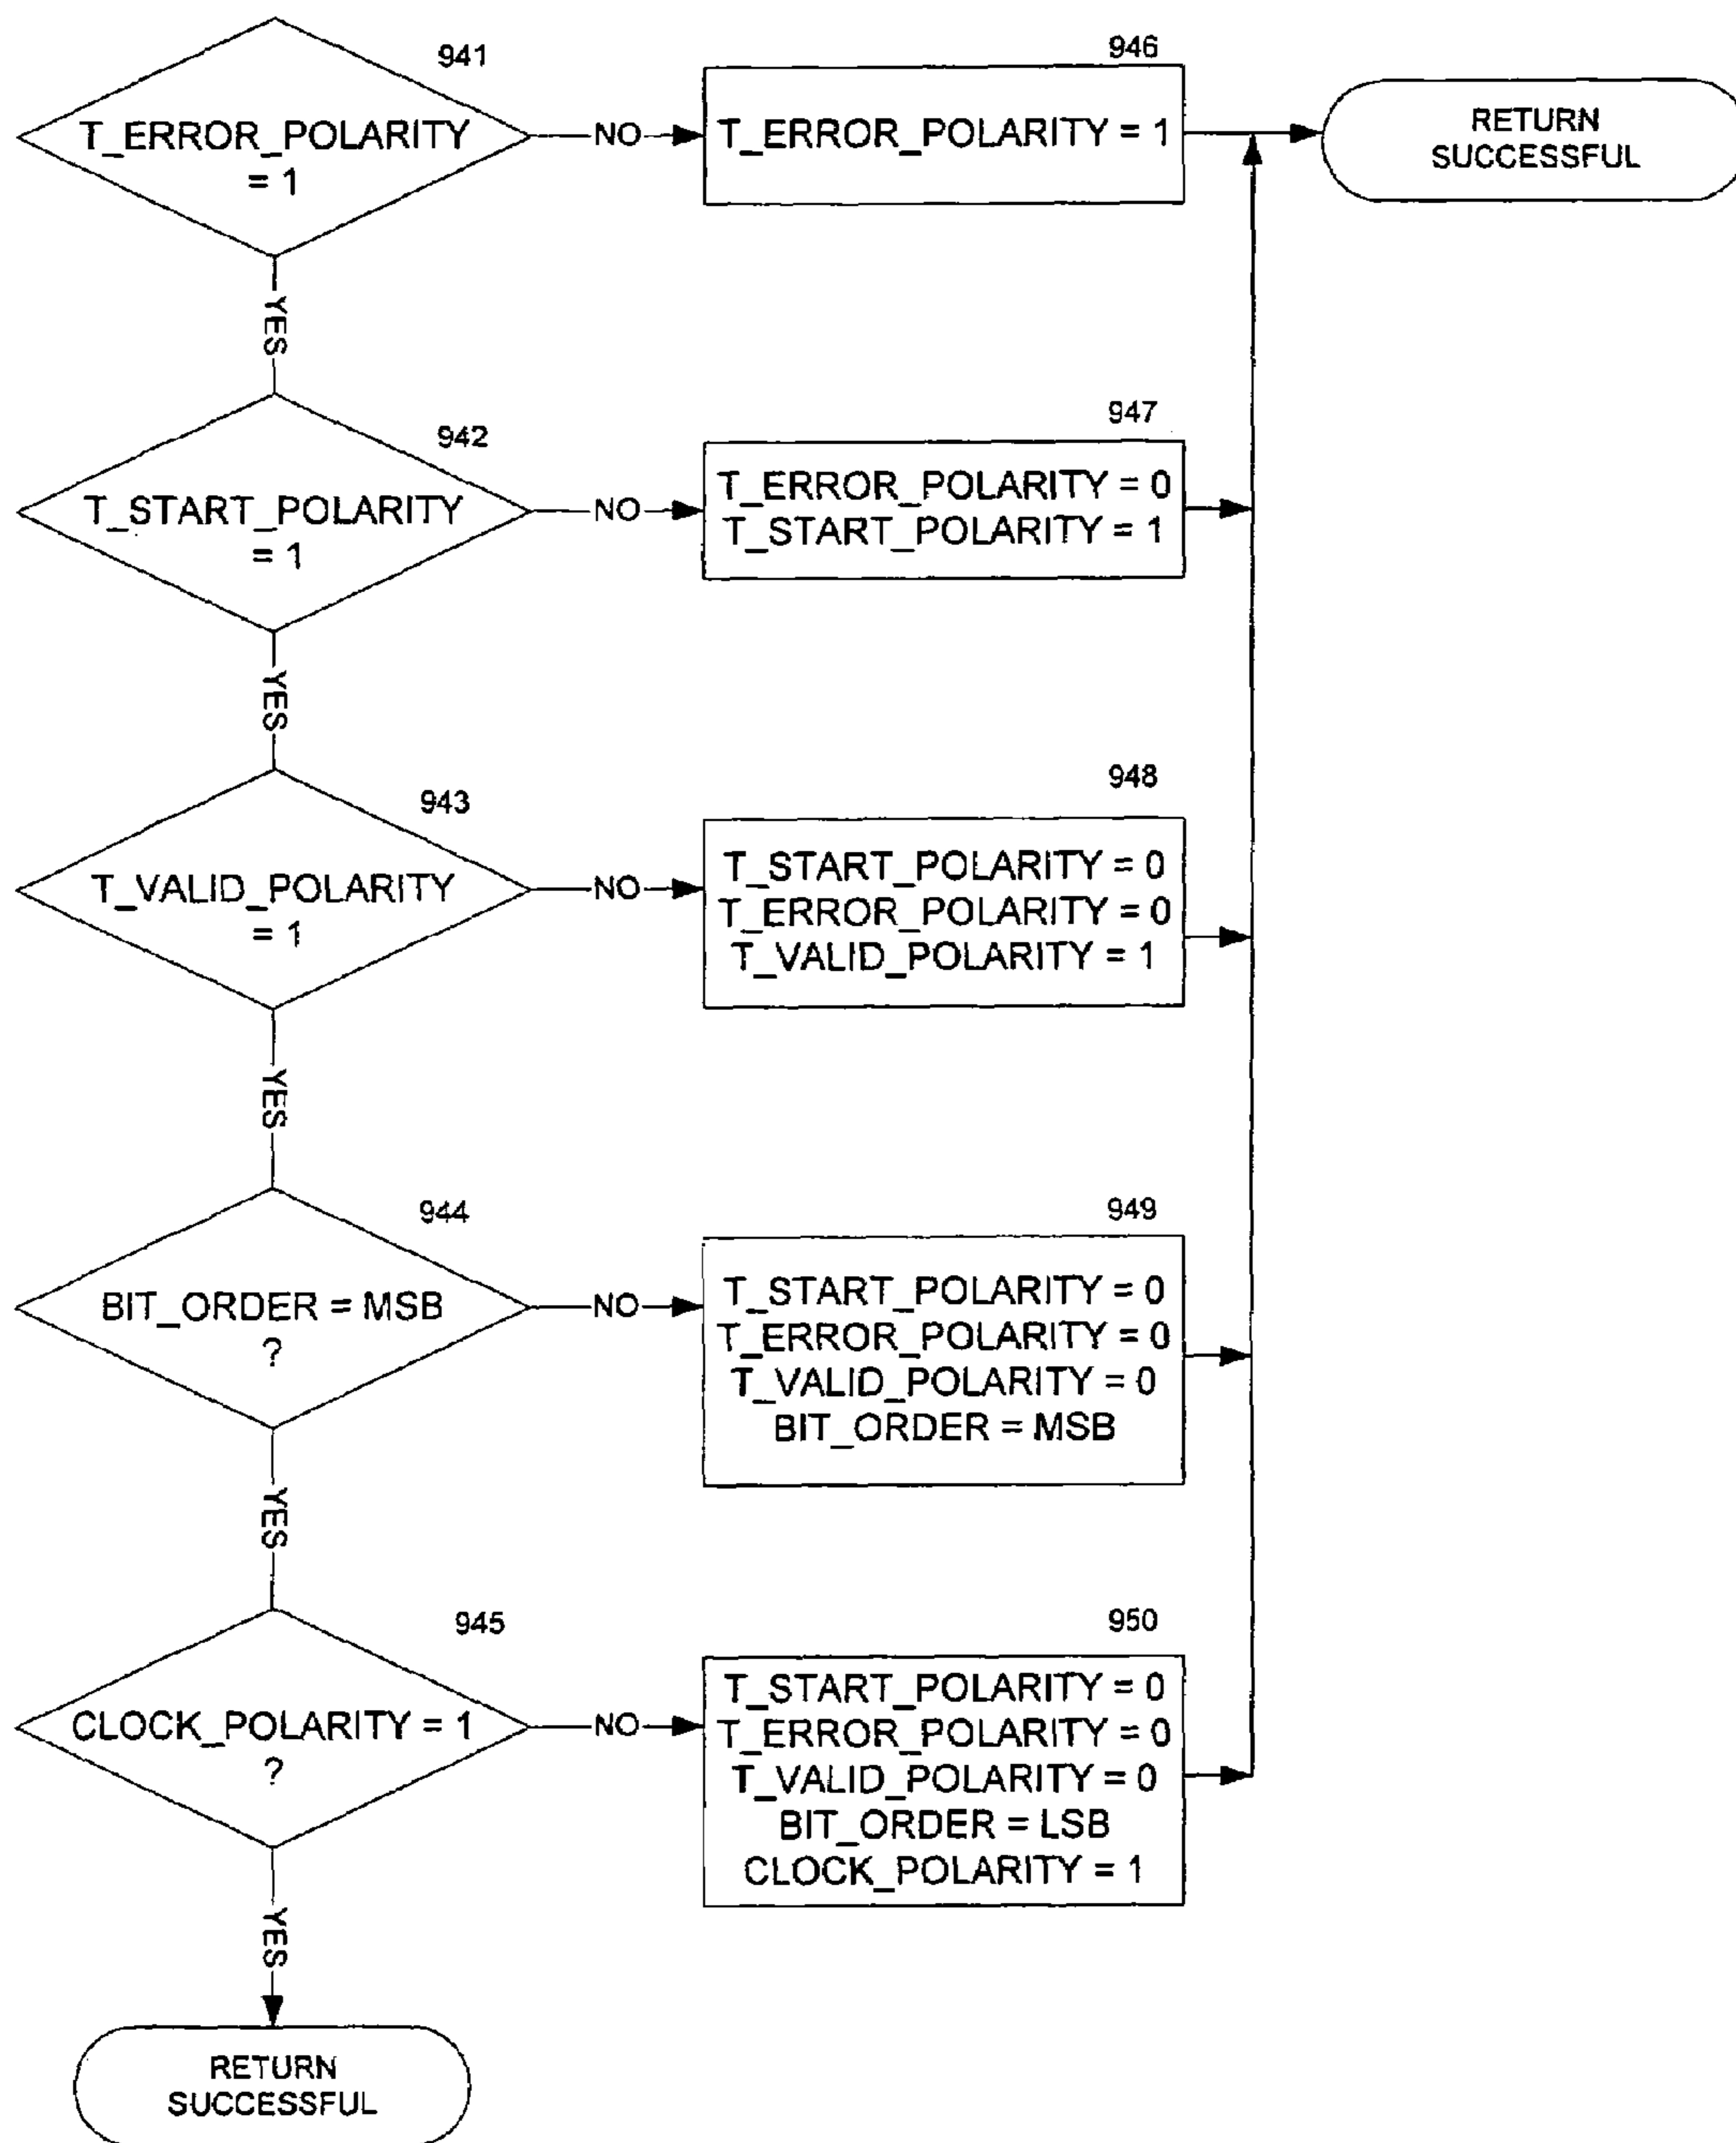 941
T_ERROR_POLARITY
= 1
NO
946
T_ERROR_POLARITY = 1
RETURN
SUCCESSFUL
YES
942
T_START_POLARITY
= 1
NO
947
T_ERROR_POLARITY = 0
T_START_POLARITY = 1
YES
943
T_VALID_POLARITY
= 1
NO
948
T_START_POLARITY = 0
T_ERROR_POLARITY = 0
T_VALID_POLARITY = 1
YES
944
BIT_ORDER = MSB
?
NO
949
T_START_POLARITY = 0
T_ERROR_POLARITY = 0
T_VALID_POLARITY = 0
BIT_ORDER = MSB
YES
945
CLOCK_POLARITY = 1
?
NO
950
T_START_POLARITY = 0
T_ERROR_POLARITY = 0
T_VALID_POLARITY = 0
BIT_ORDER = LSB
CLOCK_POLARITY = 1
YES
RETURN
SUCCESSFUL